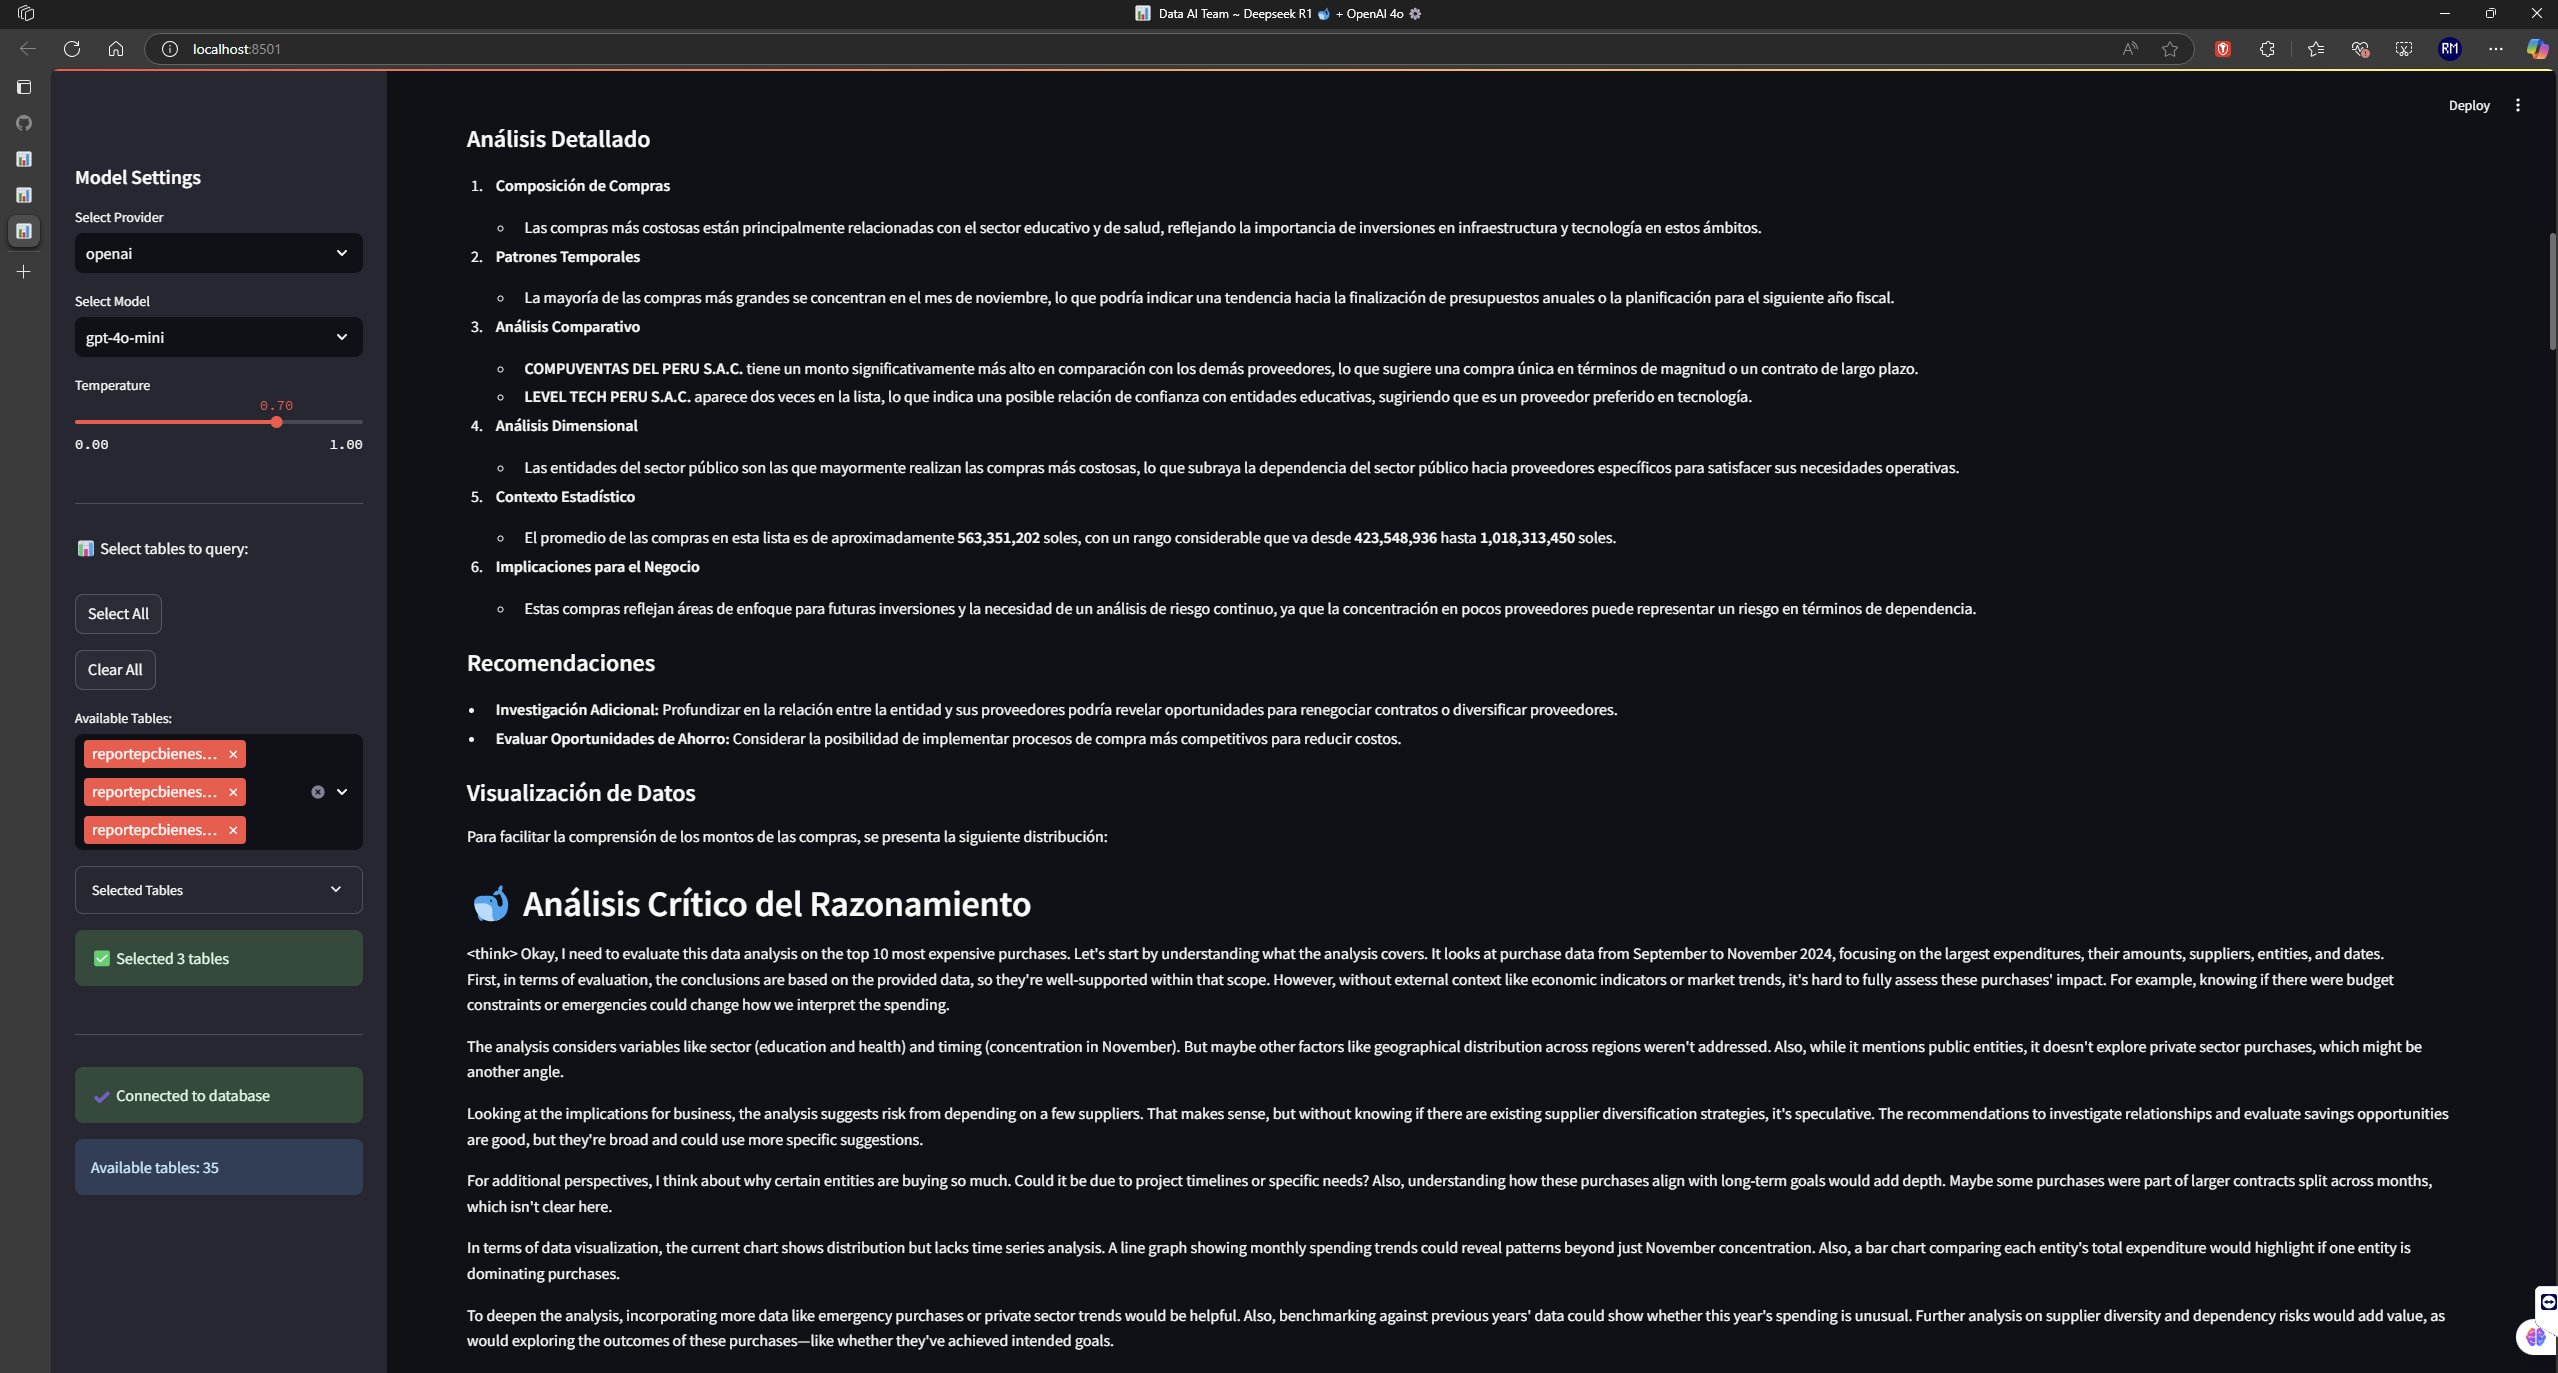 Data AI Team ~ Deepseek R1 🐋 + OpenAI 4o ⚙️
localhost:8501
RM
Deploy
Model Settings
Select Provider
openai
Select Model
gpt-4o-mini
Temperature
0.70
0.00
1.00
📊 Select tables to query:
Select All
Clear All
Available Tables:
reportepcbienes...
reportepcbienes...
reportepcbienes...
Selected Tables
✅ Selected 3 tables
✔ Connected to database
Available tables: 35
Análisis Detallado
1. Composición de Compras
Las compras más costosas están principalmente relacionadas con el sector educativo y de salud, reflejando la importancia de inversiones en infraestructura y tecnología en estos ámbitos.
2. Patrones Temporales
La mayoría de las compras más grandes se concentran en el mes de noviembre, lo que podría indicar una tendencia hacia la finalización de presupuestos anuales o la planificación para el siguiente año fiscal.
3. Análisis Comparativo
COMPUVENTAS DEL PERU S.A.C. tiene un monto significativamente más alto en comparación con los demás proveedores, lo que sugiere una compra única en términos de magnitud o un contrato de largo plazo.
LEVEL TECH PERU S.A.C. aparece dos veces en la lista, lo que indica una posible relación de confianza con entidades educativas, sugiriendo que es un proveedor preferido en tecnología.
4. Análisis Dimensional
Las entidades del sector público son las que mayormente realizan las compras más costosas, lo que subraya la dependencia del sector público hacia proveedores específicos para satisfacer sus necesidades operativas.
5. Contexto Estadístico
El promedio de las compras en esta lista es de aproximadamente 563,351,202 soles, con un rango considerable que va desde 423,548,936 hasta 1,018,313,450 soles.
6. Implicaciones para el Negocio
Estas compras reflejan áreas de enfoque para futuras inversiones y la necesidad de un análisis de riesgo continuo, ya que la concentración en pocos proveedores puede representar un riesgo en términos de dependencia.
Recomendaciones
Investigación Adicional: Profundizar en la relación entre la entidad y sus proveedores podría revelar oportunidades para renegociar contratos o diversificar proveedores.
Evaluar Oportunidades de Ahorro: Considerar la posibilidad de implementar procesos de compra más competitivos para reducir costos.
Visualización de Datos
Para facilitar la comprensión de los montos de las compras, se presenta la siguiente distribución:
🐋 Análisis Crítico del Razonamiento
<think> Okay, I need to evaluate this data analysis on the top 10 most expensive purchases. Let's start by understanding what the analysis covers. It looks at purchase data from September to November 2024, focusing on the largest expenditures, their amounts, suppliers, entities, and dates.
First, in terms of evaluation, the conclusions are based on the provided data, so they're well-supported within that scope. However, without external context like economic indicators or market trends, it's hard to fully assess these purchases' impact. For example, knowing if there were budget
constraints or emergencies could change how we interpret the spending.
The analysis considers variables like sector (education and health) and timing (concentration in November). But maybe other factors like geographical distribution across regions weren't addressed. Also, while it mentions public entities, it doesn't explore private sector purchases, which might be
another angle.
Looking at the implications for business, the analysis suggests risk from depending on a few suppliers. That makes sense, but without knowing if there are existing supplier diversification strategies, it's speculative. The recommendations to investigate relationships and evaluate savings opportunities
are good, but they're broad and could use more specific suggestions.
For additional perspectives, I think about why certain entities are buying so much. Could it be due to project timelines or specific needs? Also, understanding how these purchases align with long-term goals would add depth. Maybe some purchases were part of larger contracts split across months,
which isn't clear here.
In terms of data visualization, the current chart shows distribution but lacks time series analysis. A line graph showing monthly spending trends could reveal patterns beyond just November concentration. Also, a bar chart comparing each entity's total expenditure would highlight if one entity is
dominating purchases.
To deepen the analysis, incorporating more data like emergency purchases or private sector trends would be helpful. Also, benchmarking against previous years' data could show whether this year's spending is unusual. Further analysis on supplier diversity and dependency risks would add value, as
would exploring the outcomes of these purchases—like whether they've achieved intended goals.